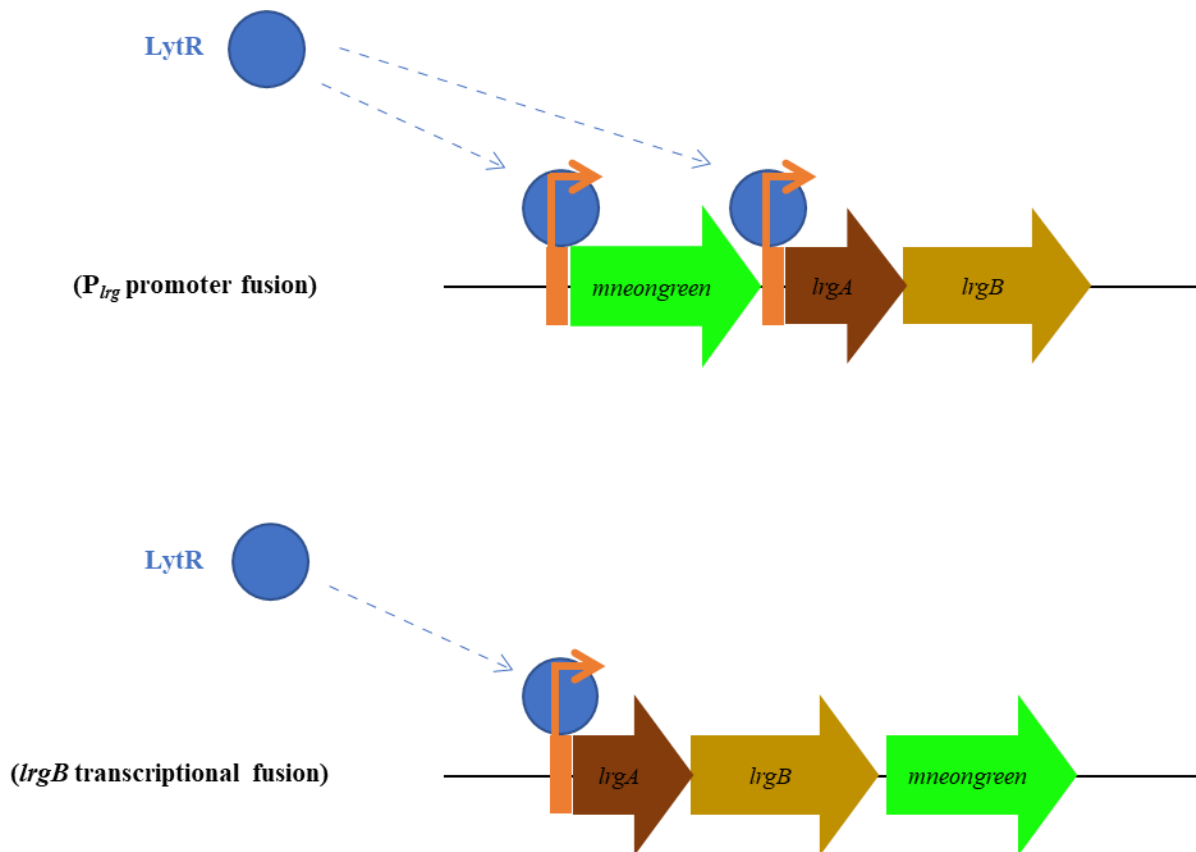 LytR
(Plrg promoter fusion)
mneongreen
lrgA
lrgB
LytR
(lrgB transcriptional fusion)
lrgA
lrgB
mneongreen